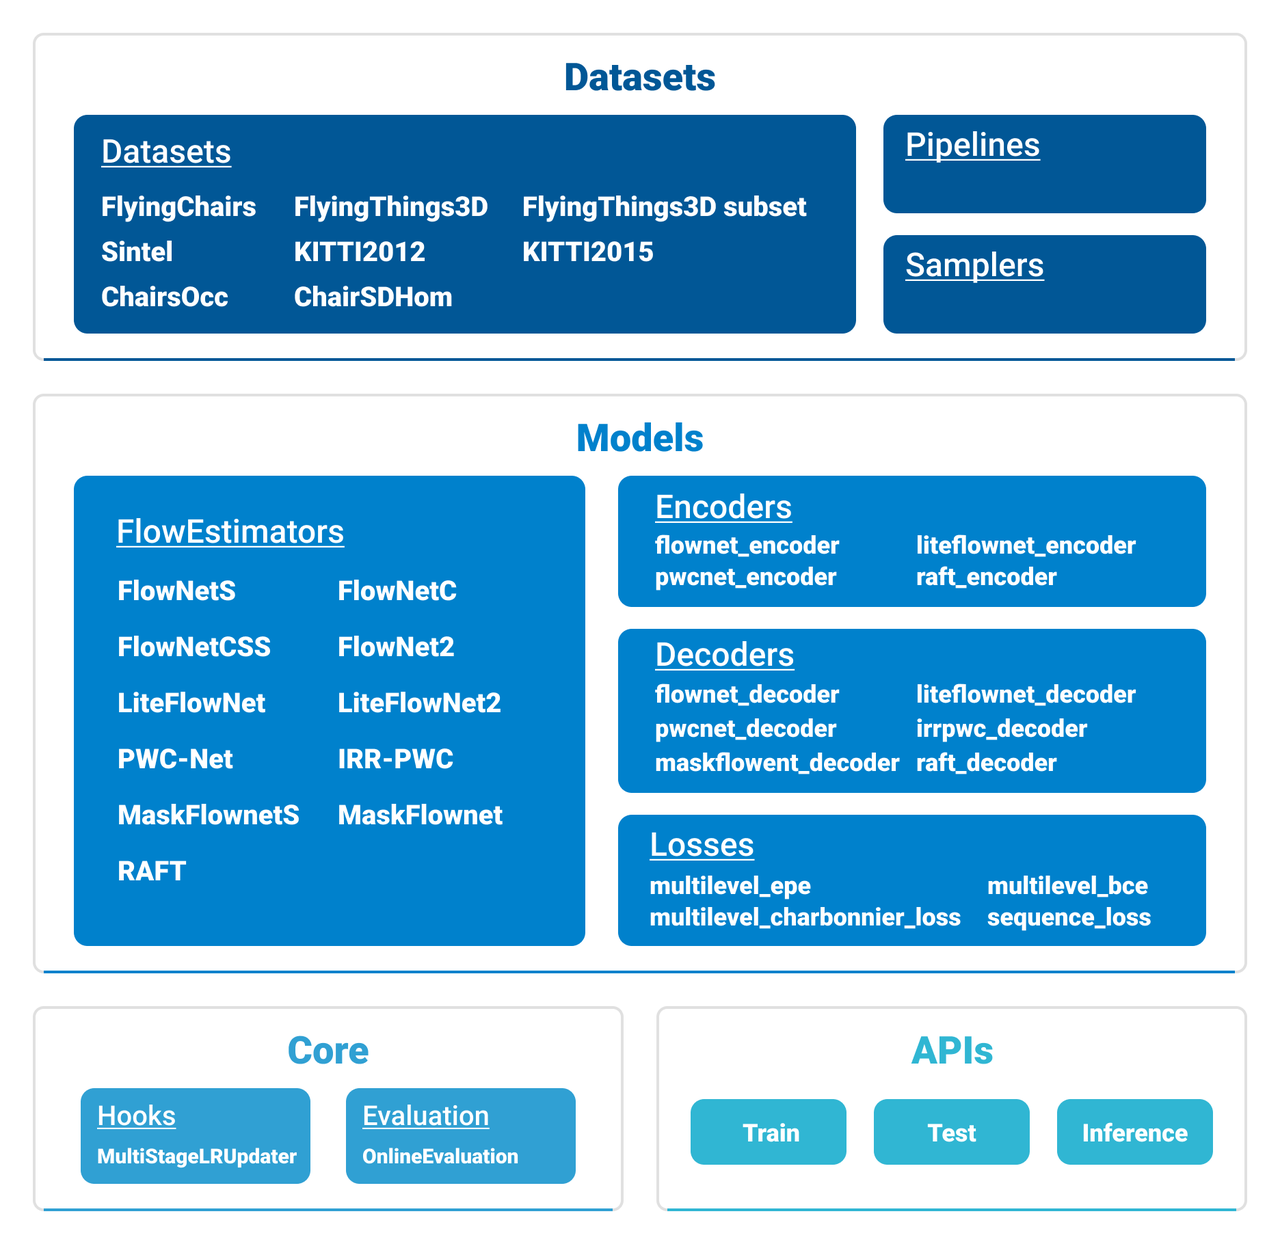 Datasets
Datasets
FlyingChairs FlyingThings3D FlyingThings3D subset
Sintel KITTI2012 KITTI2015
ChairsOcc ChairSDHom
Pipelines
Samplers
Models
FlowEstimators
FlowNetS FlowNetC
FlowNetCSS FlowNet2
LiteFlowNet LiteFlowNet2
PWC-Net IRR-PWC
MaskFlownetS MaskFlownet
RAFT
Encoders
flownet_encoder liteflownet_encoder
pwcnet_encoder raft_encoder
Decoders
flownet_decoder liteflownet_decoder
pwcnet_decoder irrpwc_decoder
maskflowent_decoder raft_decoder
Losses
multilevel_epe multilevel_bce
multilevel_charbonnier_loss sequence_loss
Core
Hooks
MultiStageLRUpdater
Evaluation
OnlineEvaluation
APIs
Train Test Inference